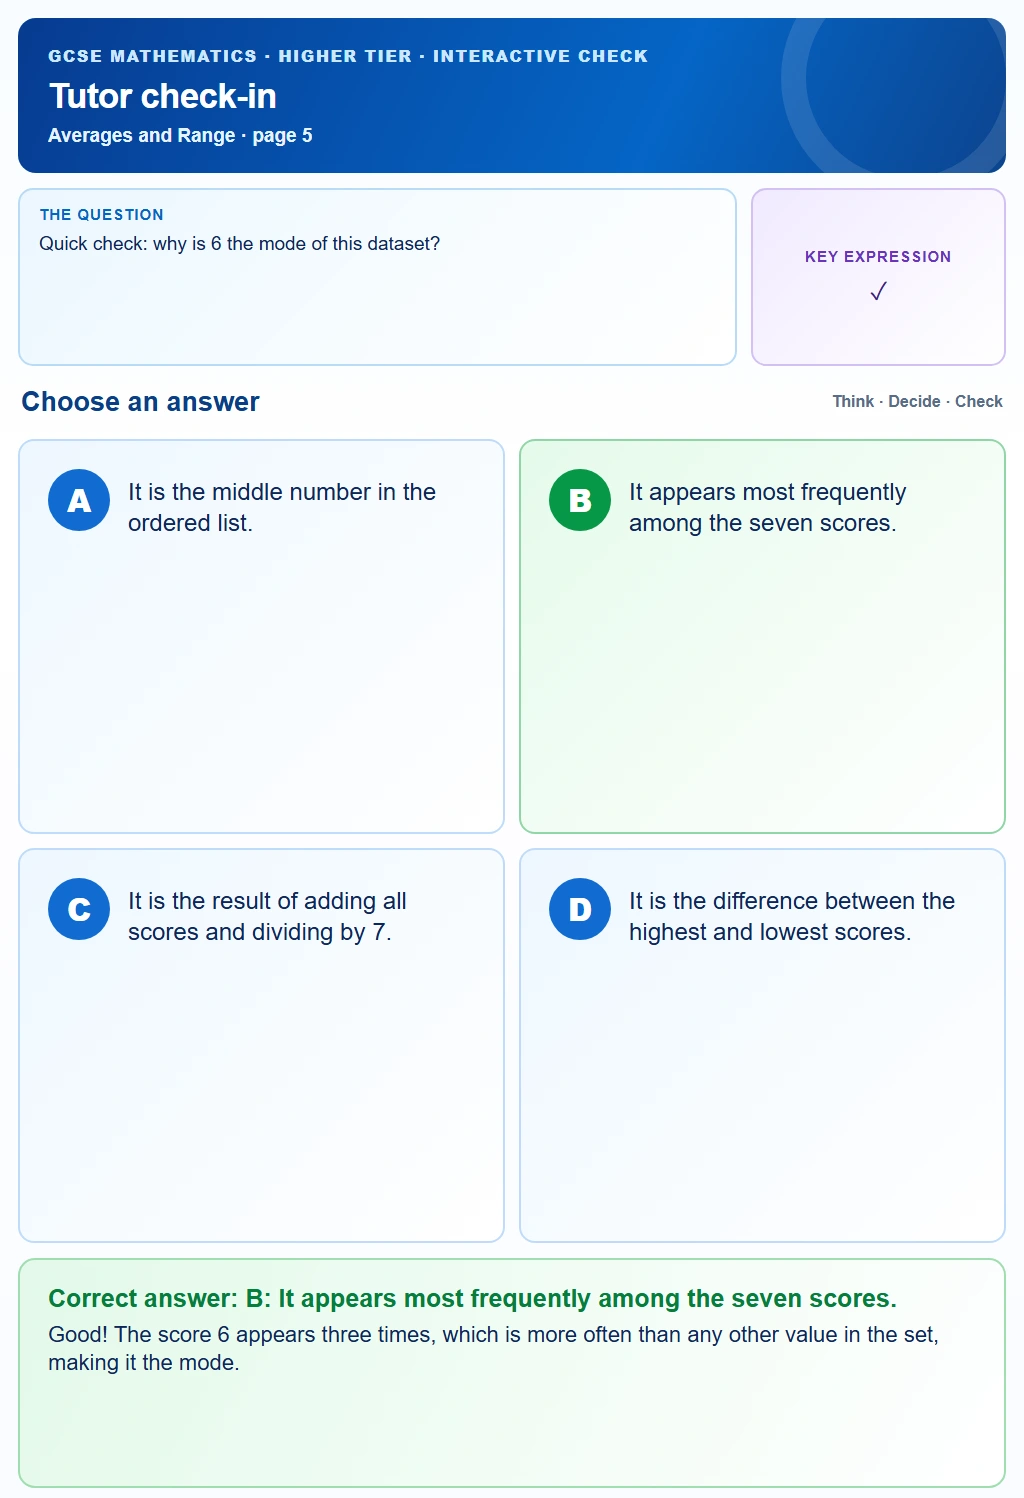 GCSE MATHEMATICS · HIGHER TIER · INTERACTIVE CHECK
Tutor check-in
Averages and Range · page 5
THE QUESTION
Quick check: why is 6 the mode of this dataset?
KEY EXPRESSION
✓
Choose an answer
Think · Decide · Check
A
It is the middle number in the
ordered list.
B
It appears most frequently
among the seven scores.
C
It is the result of adding all
scores and dividing by 7.
D
It is the difference between the
highest and lowest scores.
Correct answer: B: It appears most frequently among the seven scores.
Good! The score 6 appears three times, which is more often than any other value in the set,
making it the mode.